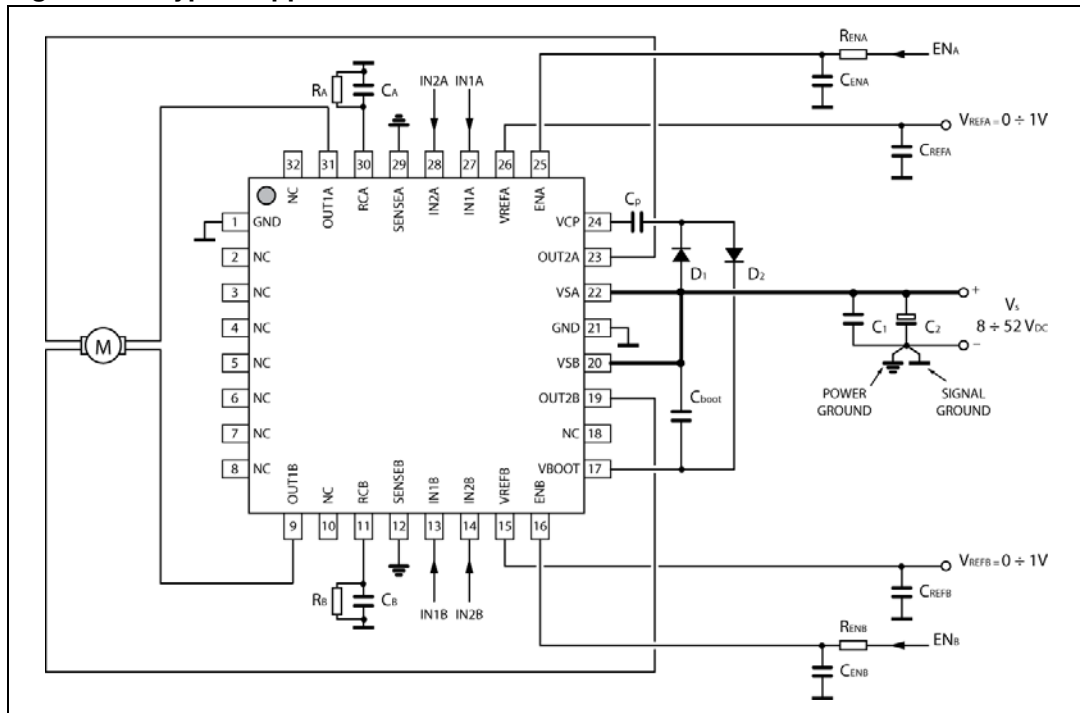 RENA
ENA
CENA
VREFA = 0 ÷ 1V
CREFA
RA
CA
IN2A
IN1A
32
31
30
29
28
27
26
25
NC
OUT1A
RCA
SENSEA
IN2A
IN1A
VREFA
ENA
1 GND
2 NC
3 NC
4 NC
5 NC
6 NC
7 NC
8 NC
VCP 24
OUT2A 23
VSA 22
GND 21
VSB 20
OUT2B 19
NC 18
VBOOT 17
CP
D1
D2
Cboot
C1
C2
+
Vs
8 ÷ 52 VDC
−
POWER
GROUND
SIGNAL
GROUND
M
OUT1B
NC
RCB
SENSEB
IN1B
IN2B
VREFB
ENB
9
10
11
12
13
14
15
16
RB
CB
IN1B
IN2B
VREFB = 0 ÷ 1V
CREFB
RENB
ENB
CENB